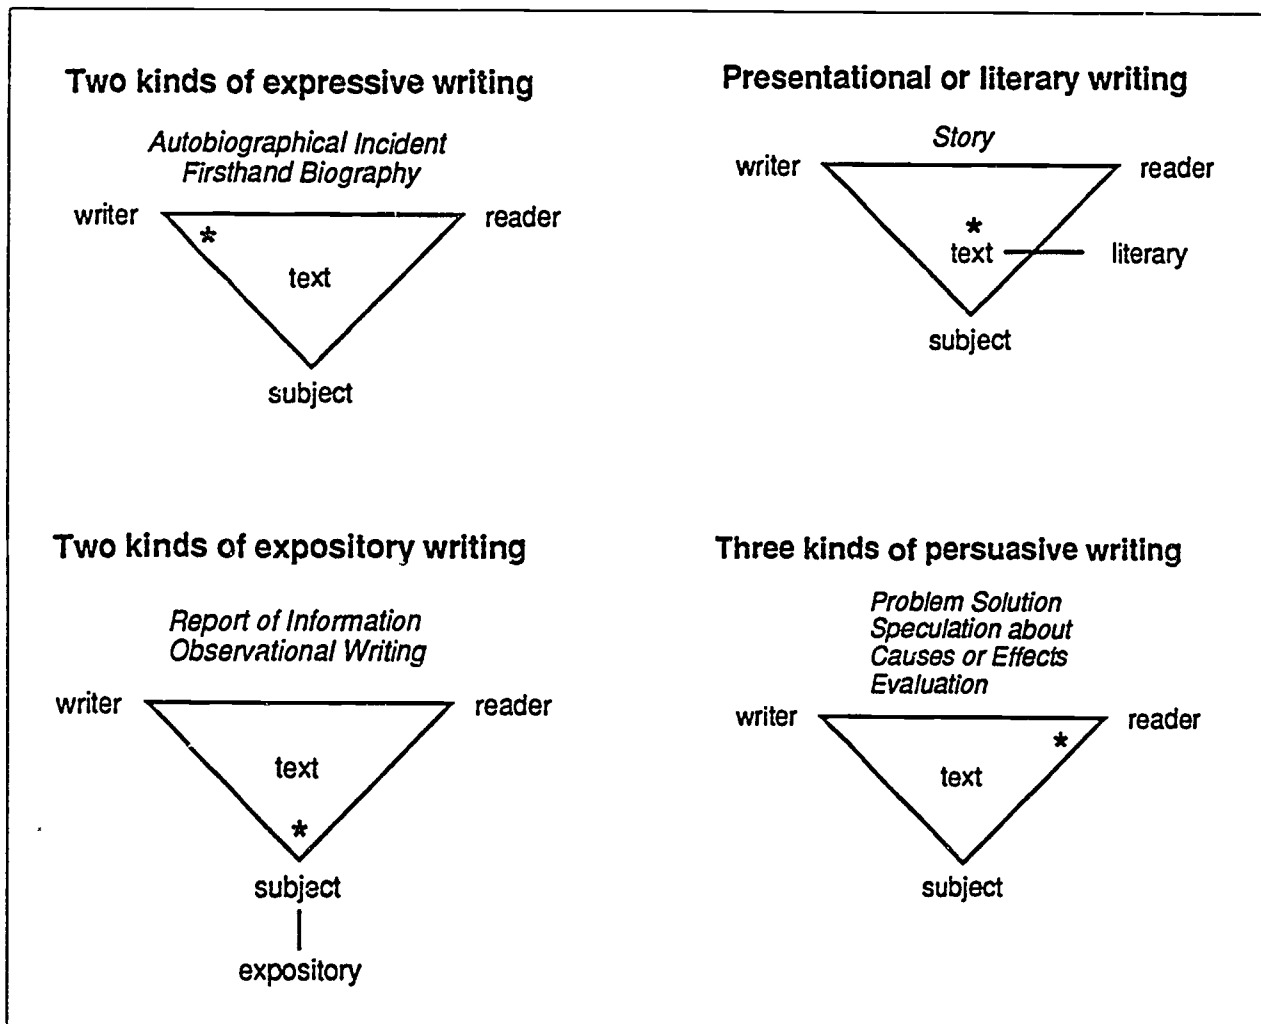 Two kinds of expressive writing
Autobiographical Incident
Firsthand Biography
writer
reader
*
text
subject
Presentational or literary writing
Story
writer
reader
*
text
literary
subject
Two kinds of expository writing
Report of Information
Observational Writing
writer
reader
text
*
subject
expository
Three kinds of persuasive writing
Problem Solution
Speculation about
Causes or Effects
Evaluation
writer
reader
*
text
subject